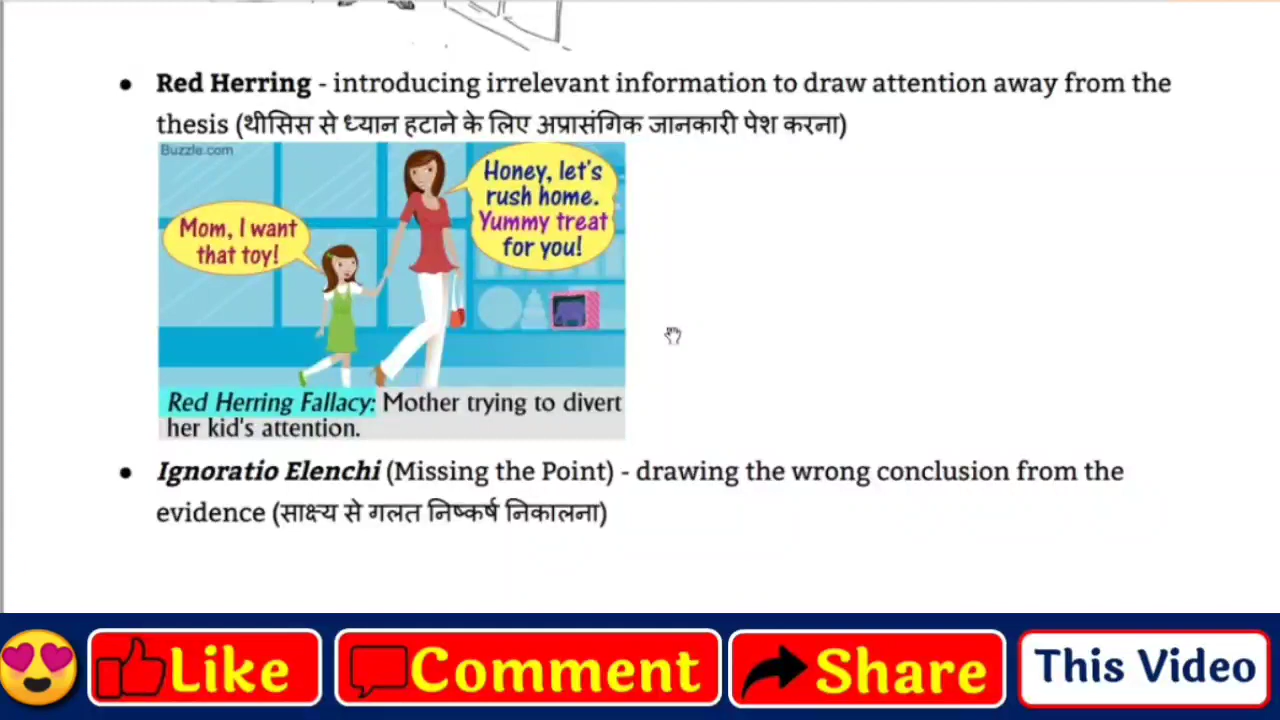 Red Herring - introducing irrelevant information to draw attention away from the
thesis (थीसिस से ध्यान हटाने के लिए अप्रासंगिक जानकारी पेश करना)
Buzzle.com
Mom, I want
that toy!
Honey, let's
rush home.
Yummy treat
for you!
Red Herring Fallacy: Mother trying to divert
her kid's attention.
Ignoratio Elenchi (Missing the Point) - drawing the wrong conclusion from the
evidence (साक्ष्य से गलत निष्कर्ष निकालना)
Like Comment Share This Video